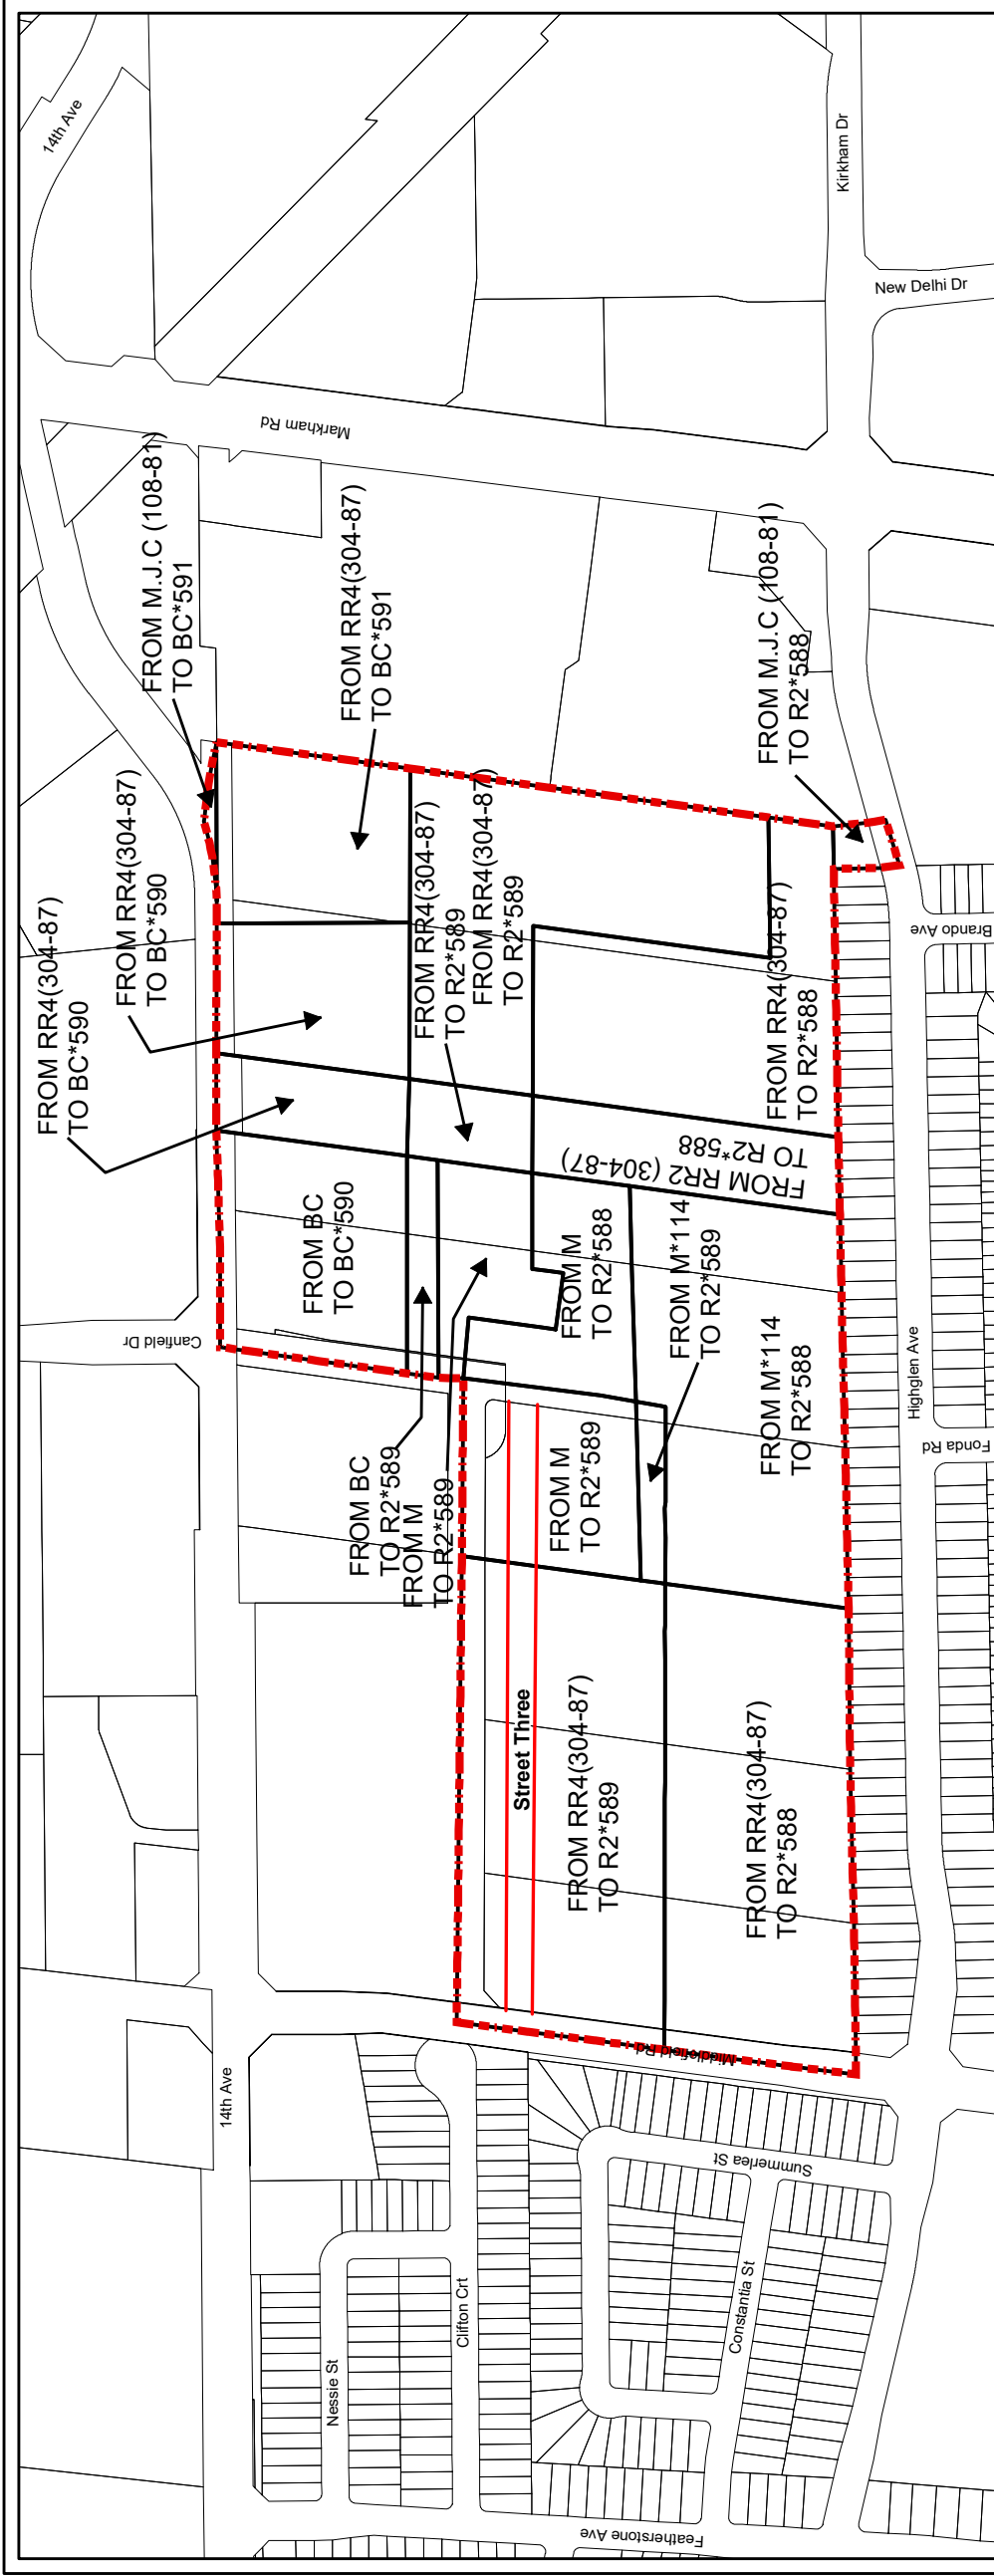 14th Ave
Kirkham Dr
New Delhi Dr
Markham Rd
FROM M.J.C (108-81)
TO BC*591
FROM RR4(304-87)
TO BC*591
FROM M.J.C (108-81)
TO R2*588
FROM RR4(304-87)
TO BC*590
FROM RR4(304-87)
TO BC*590
FROM RR4(304-87)
TO R2*589
FROM RR4(304-87)
TO R2*589
FROM RR4(304-87)
TO R2*588
Brando Ave
FROM RR2 (304-87)
TO R2*588
FROM BC
TO BC*590
FROM M
TO R2*588
FROM M*114
TO R2*589
FROM M*114
TO R2*588
Canfield Dr
Highglen Ave
Fonda Rd
FROM BC
TO R2*589
FROM M
TO R2*589
FROM M
TO R2*589
Street Three
FROM RR4(304-87)
TO R2*589
FROM RR4(304-87)
TO R2*588
Middlefield Rd
14th Ave
Summerlea St
Constantia St
Clifton Crt
Nessie St
Featherstone Ave